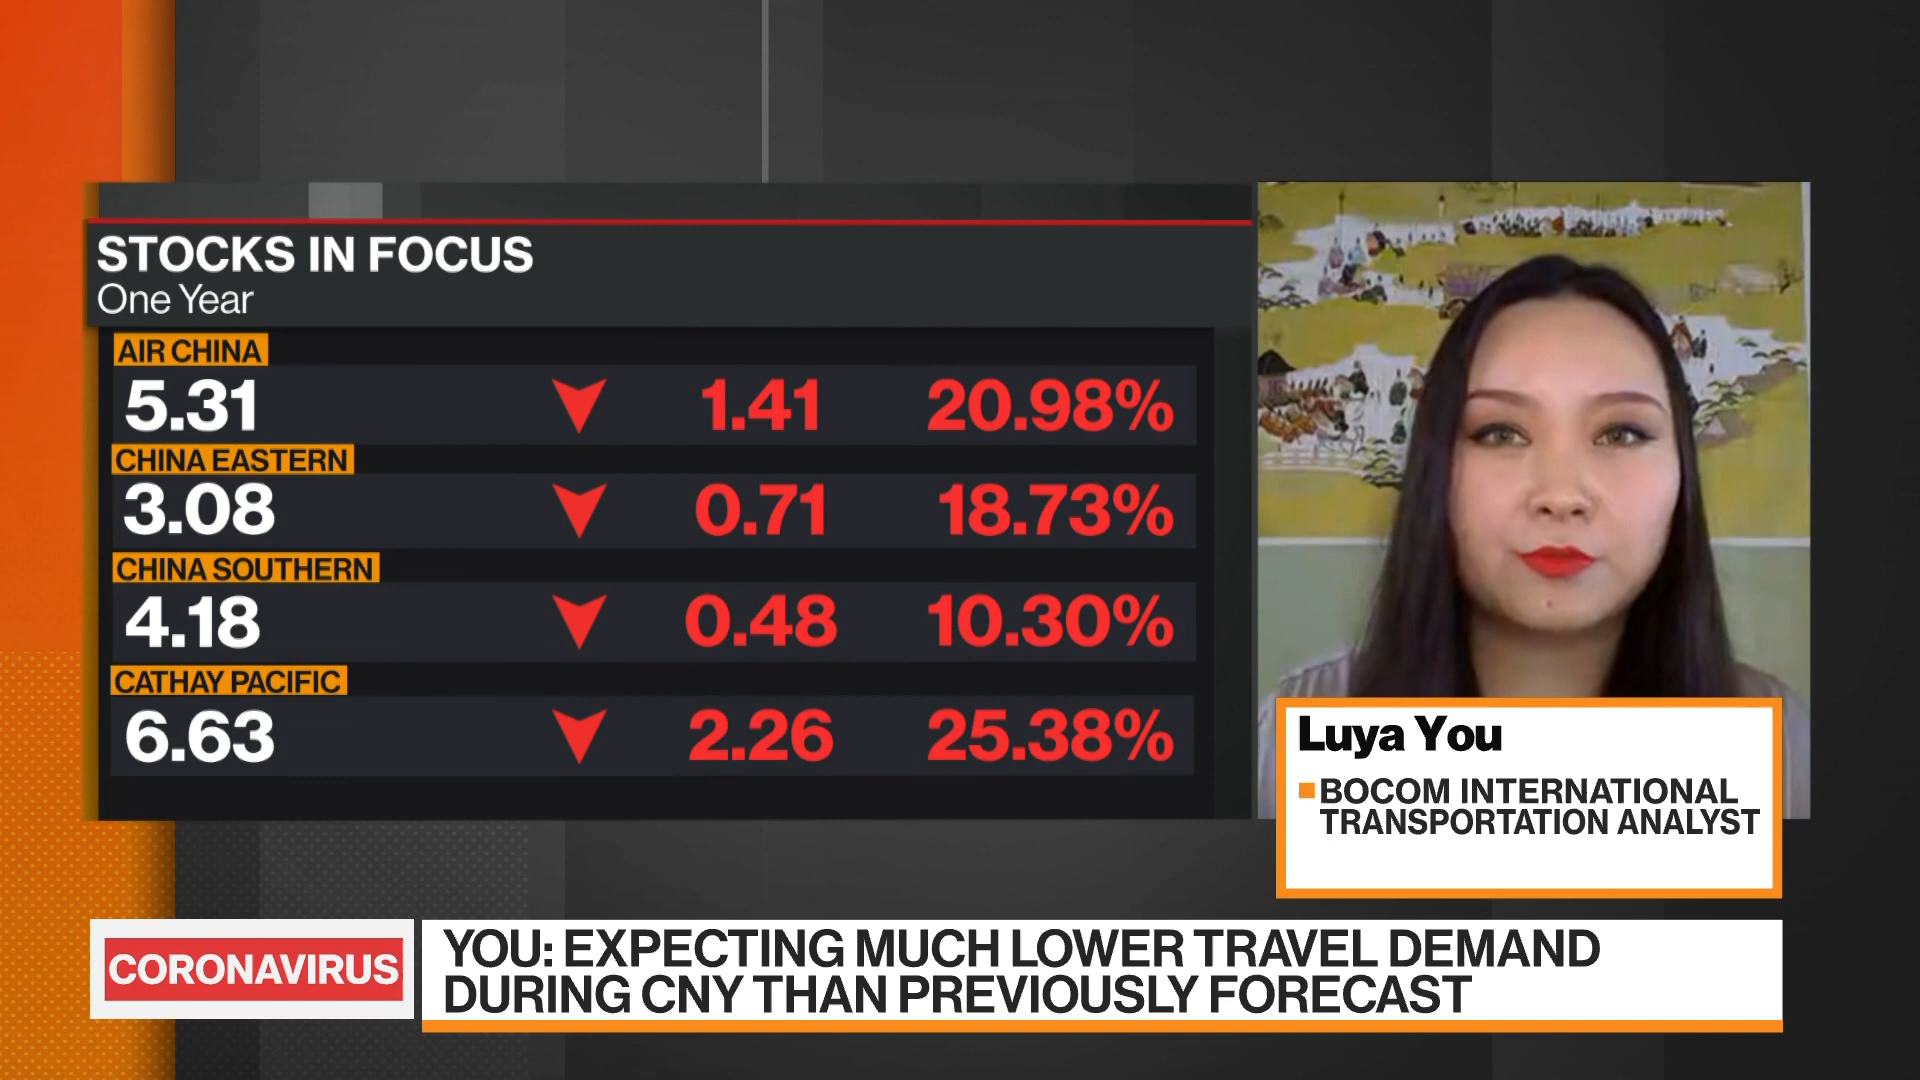 STOCKS IN FOCUS
One Year
AIR CHINA
5.31 1.41 20.98%
CHINA EASTERN
3.08 0.71 18.73%
CHINA SOUTHERN
4.18 0.48 10.30%
CATHAY PACIFIC
6.63 2.26 25.38%
Luya You
BOCOM INTERNATIONAL
TRANSPORTATION ANALYST
CORONAVIRUS
YOU: EXPECTING MUCH LOWER TRAVEL DEMAND
DURING CNY THAN PREVIOUSLY FORECAST